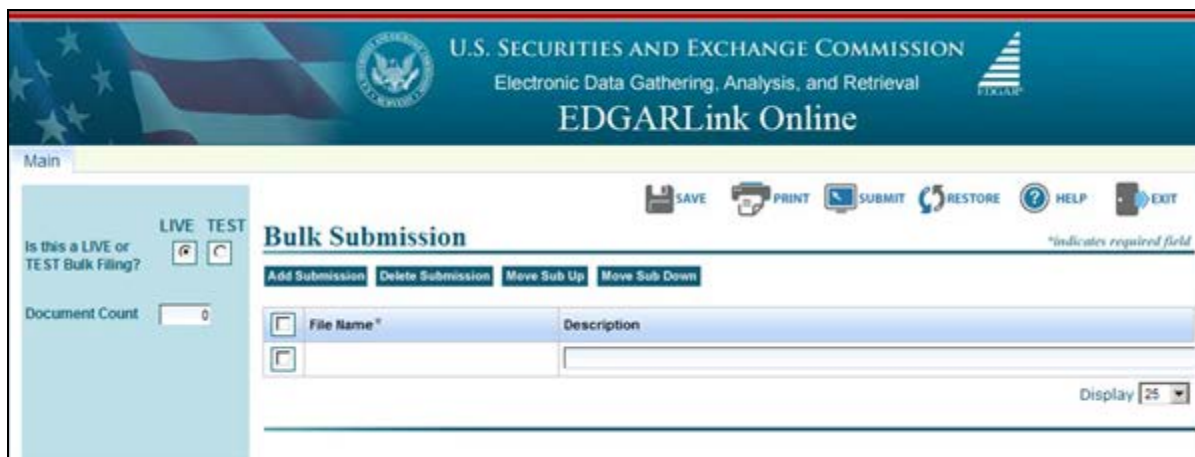 U.S. SECURITIES AND EXCHANGE COMMISSION
Electronic Data Gathering, Analysis, and Retrieval
EDGAR®
EDGARLink Online
Main
SAVE PRINT SUBMIT RESTORE HELP EXIT
LIVE TEST
Is this a LIVE or
TEST Bulk Filing?
Bulk Submission
*indicates required field
Add Submission Delete Submission Move Sub Up Move Sub Down
Document Count 0
File Name* Description
Display 25